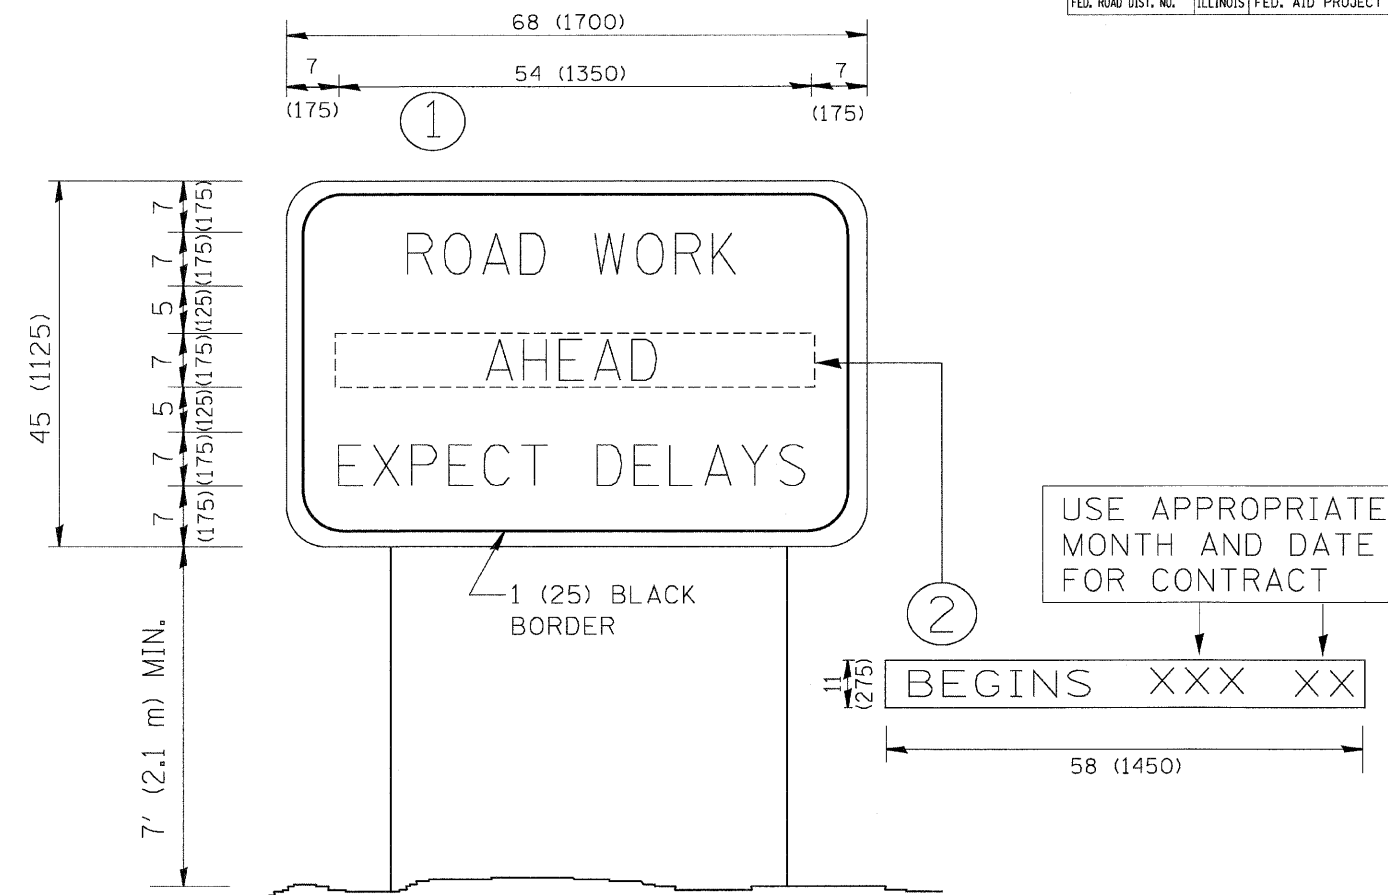 FED. ROAD DIST. NO. ILLINOIS FED. AID PROJECT
68 (1700)
7 54 (1350) 7
(175) (175)
1
45 (1125)
7 (175)
7 (175)
5 (125)
7 (175)
5 (125)
7 (175)
7 (175)
ROAD WORK
AHEAD
EXPECT DELAYS
1 (25) BLACK
BORDER
7' (2.1 m) MIN.
USE APPROPRIATE
MONTH AND DATE
FOR CONTRACT
2
11 (275)
BEGINS XXX XX
58 (1450)